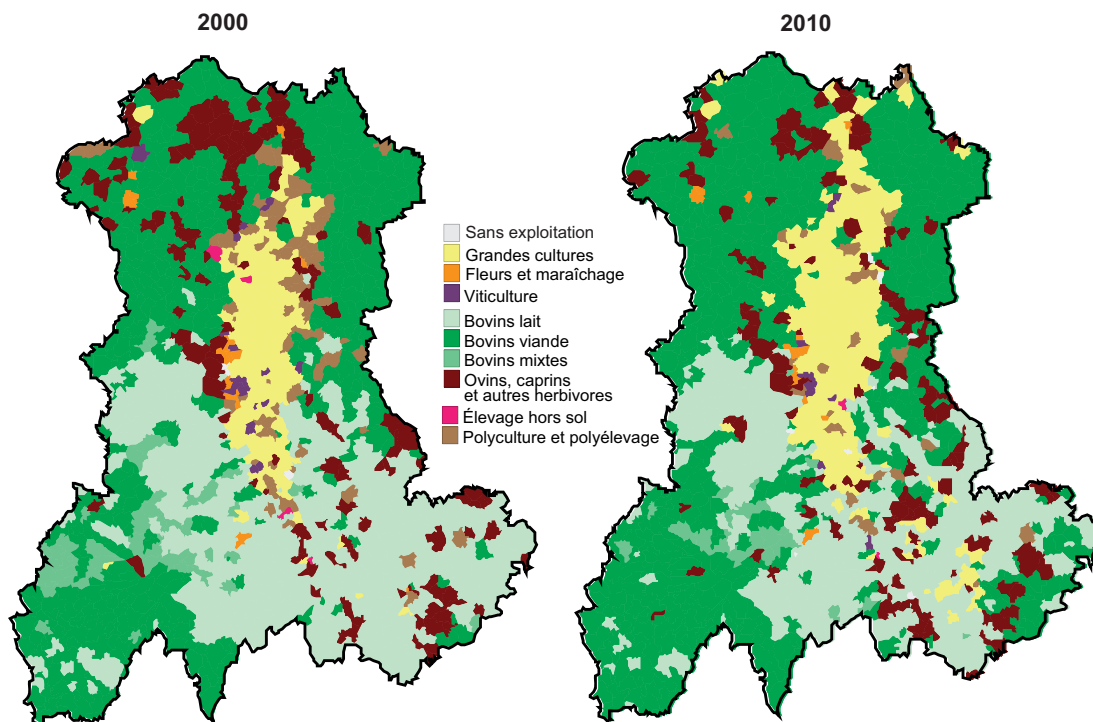 2000
2010
Sans exploitation
Grandes cultures
Fleurs et maraîchage
Viticulture
Bovins lait
Bovins viande
Bovins mixtes
Ovins, caprins
et autres herbivores
Élevage hors sol
Polyculture et polyélevage